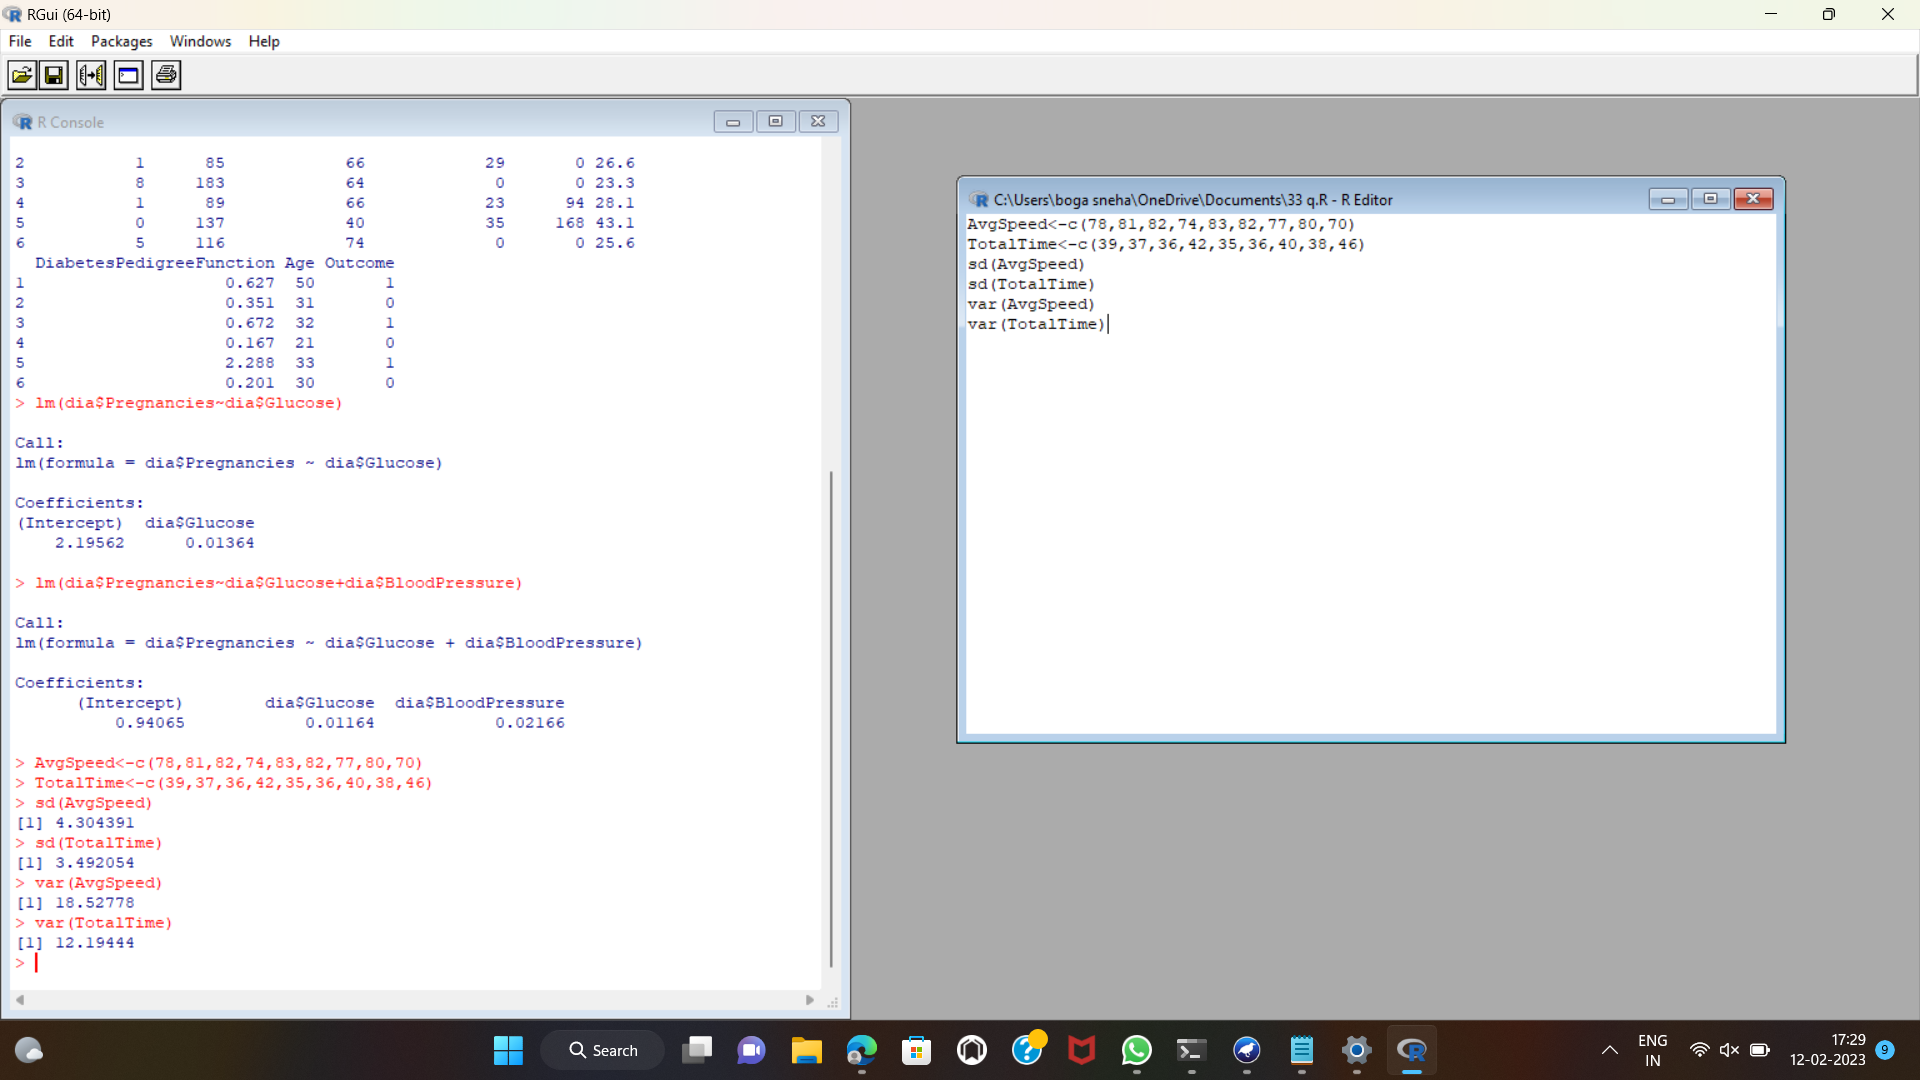 RGui (64-bit)
File Edit Packages Windows Help
R Console
2            1      85            66            29       0 26.6
3            8     183            64             0       0 23.3
4            1      89            66            23      94 28.1
5            0     137            40            35     168 43.1
6            5     116            74             0       0 25.6
  DiabetesPedigreeFunction Age Outcome
1                    0.627  50       1
2                    0.351  31       0
3                    0.672  32       1
4                    0.167  21       0
5                    2.288  33       1
6                    0.201  30       0
> lm(dia$Pregnancies~dia$Glucose)
Call:
lm(formula = dia$Pregnancies ~ dia$Glucose)
Coefficients:
(Intercept)  dia$Glucose
    2.19562      0.01364
> lm(dia$Pregnancies~dia$Glucose+dia$BloodPressure)
Call:
lm(formula = dia$Pregnancies ~ dia$Glucose + dia$BloodPressure)
Coefficients:
      (Intercept)        dia$Glucose  dia$BloodPressure
          0.94065            0.01164            0.02166
> AvgSpeed<-c(78,81,82,74,83,82,77,80,70)
> TotalTime<-c(39,37,36,42,35,36,40,38,46)
> sd(AvgSpeed)
[1] 4.304391
> sd(TotalTime)
[1] 3.492054
> var(AvgSpeed)
[1] 18.52778
> var(TotalTime)
[1] 12.19444
>
C:\Users\boga sneha\OneDrive\Documents\33 q.R - R Editor
AvgSpeed<-c(78,81,82,74,83,82,77,80,70)
TotalTime<-c(39,37,36,42,35,36,40,38,46)
sd(AvgSpeed)
sd(TotalTime)
var(AvgSpeed)
var(TotalTime)
Search
ENG
IN
17:29
12-02-2023
9